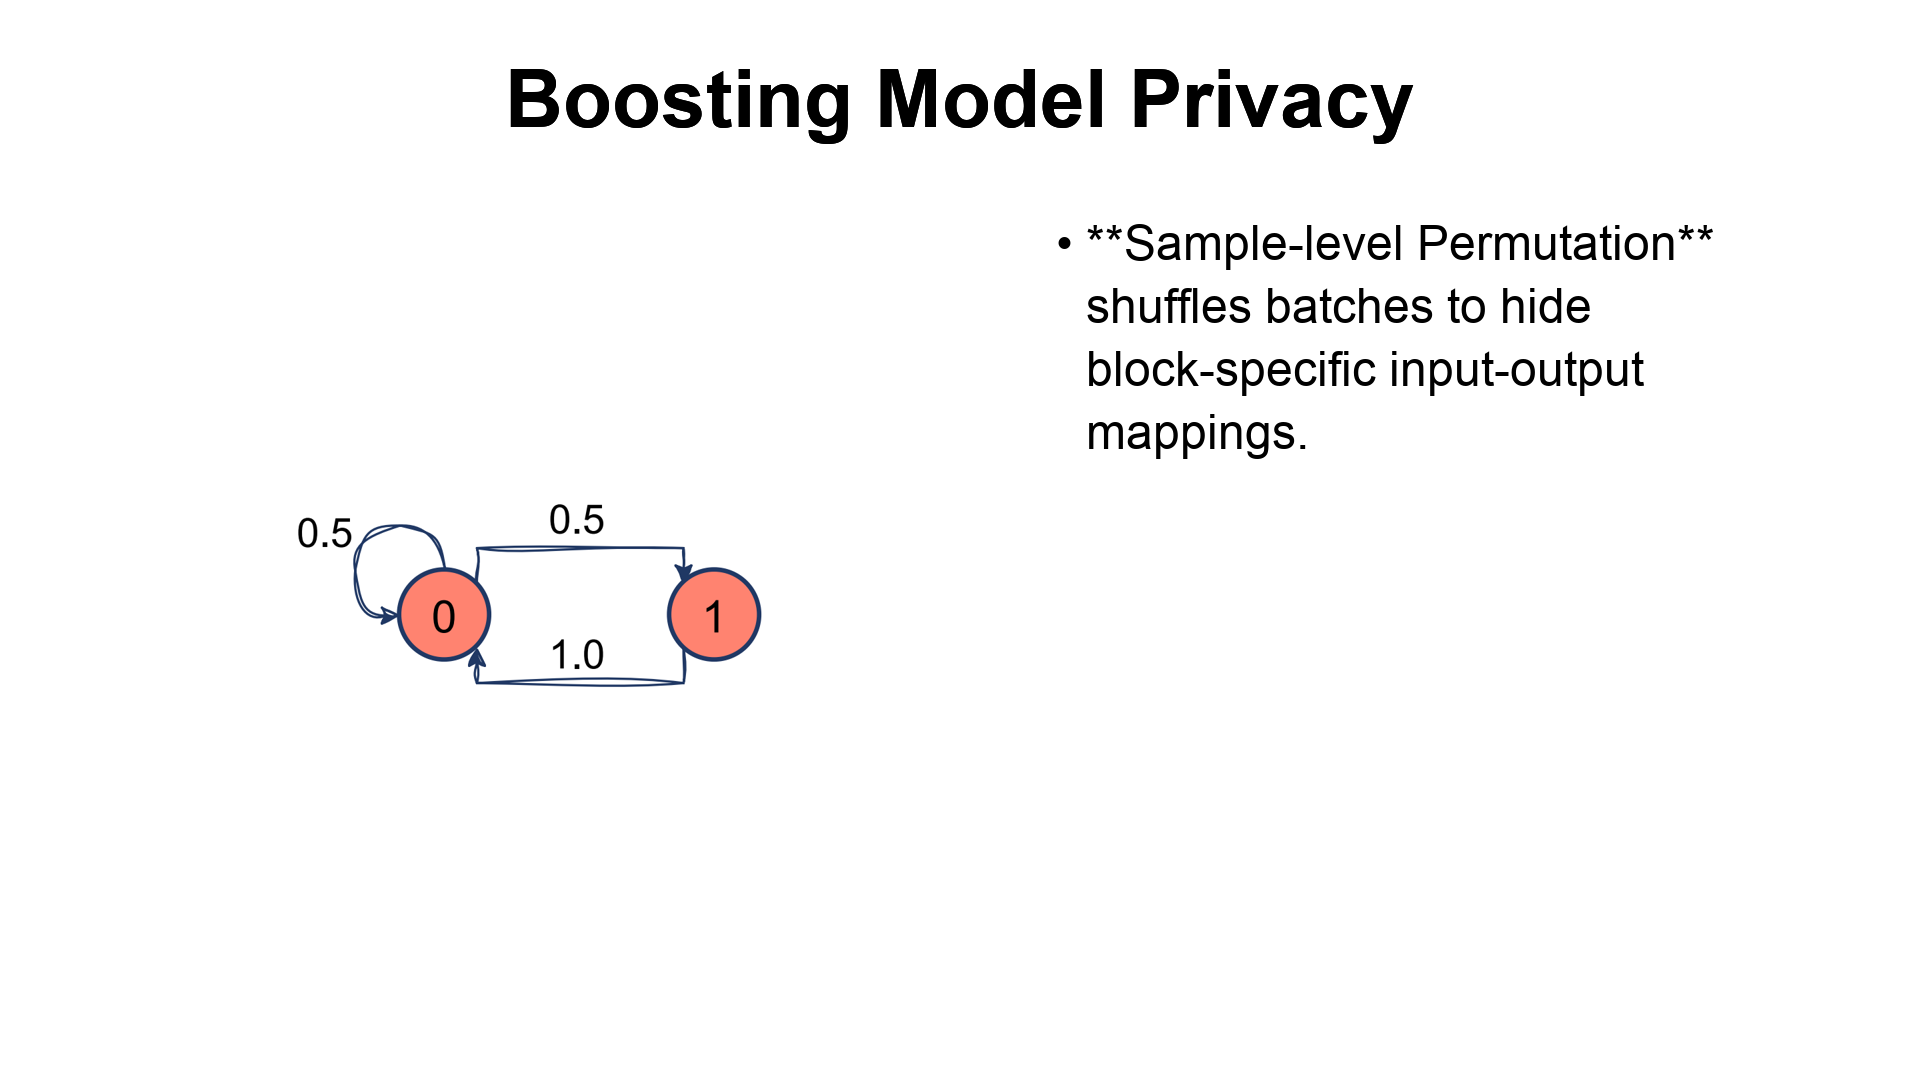 Boosting Model Privacy
• **Sample-level Permutation**
shuffles batches to hide
block-specific input-output
mappings.
0.5
0.5
0
1
1.0